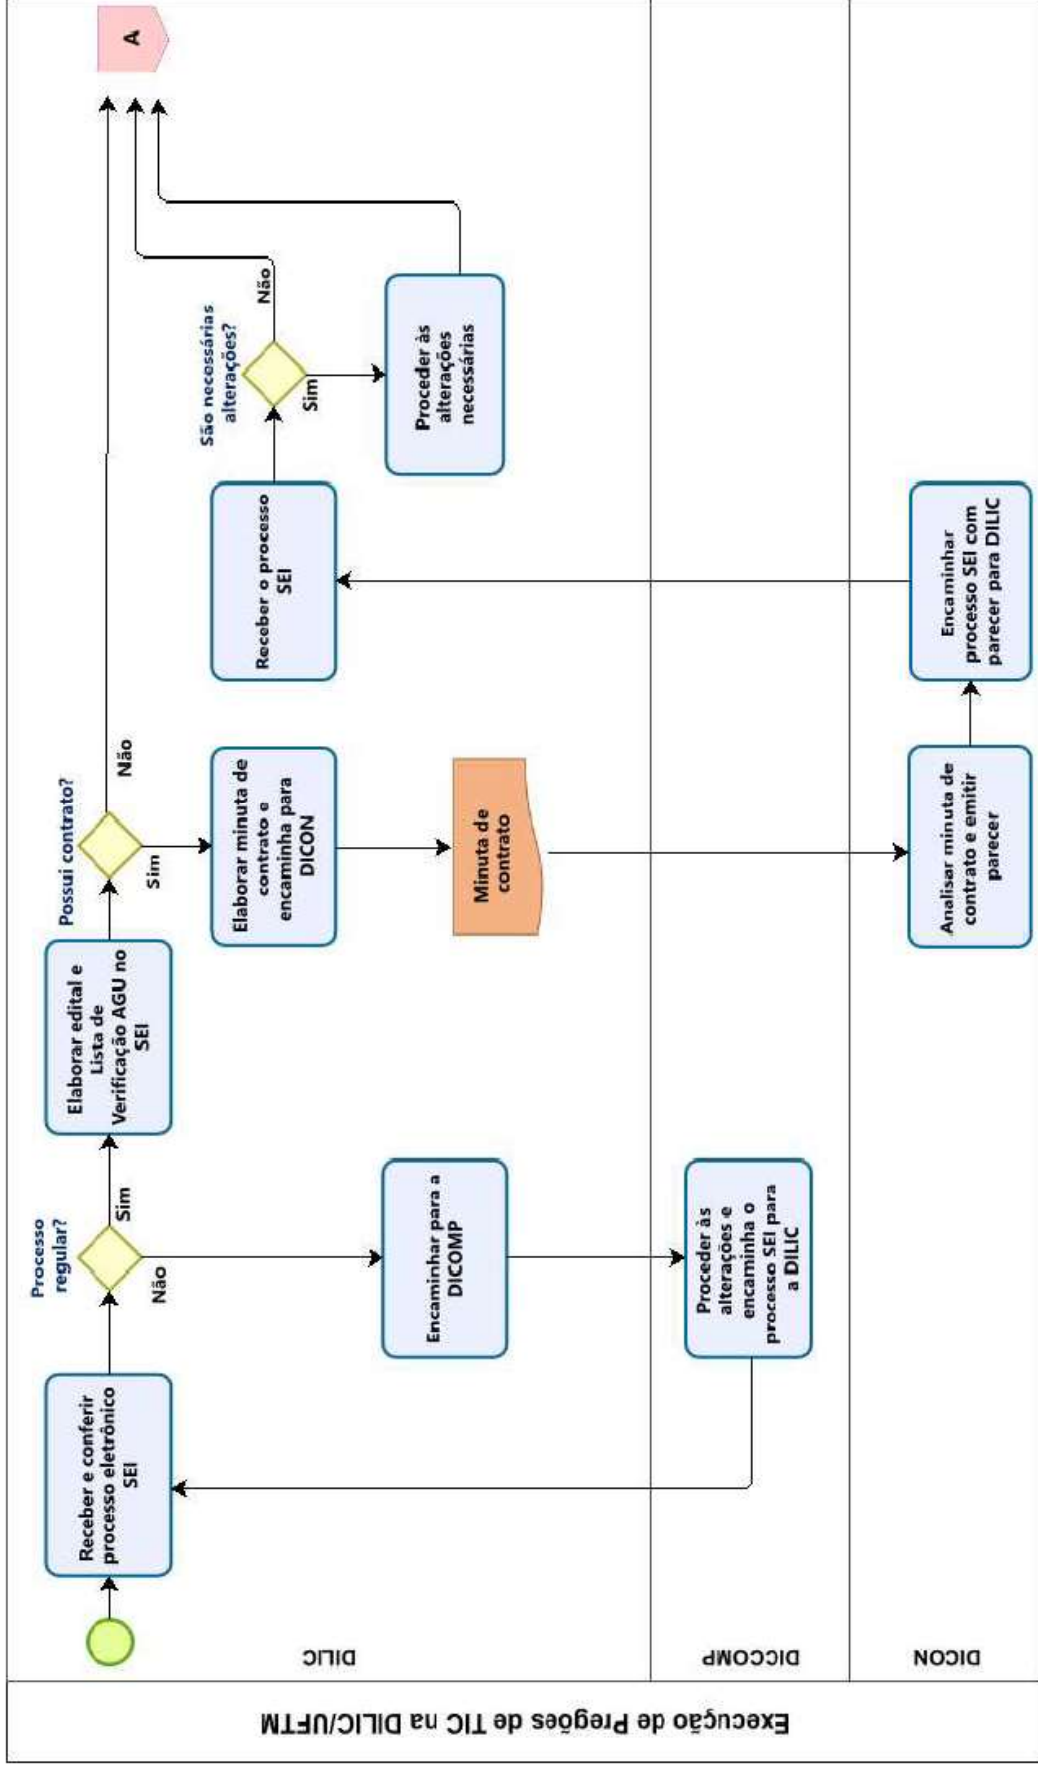 Execução de Pregões de TIC na DILIC/UFTM
DILIC
DICCOMP
DICON
Receber e conferir
processo eletrônico
SEI
Processo
regular?
Sim
Não
Encaminhar para a
DICOMP
Proceder às
alterações e
encaminha o
processo SEI para
a DILIC
Elaborar edital e
Lista de
Verificação AGU no
SEI
Possui contrato?
Sim
Não
Elaborar minuta de
contrato e
encaminha para
DICON
Minuta de
contrato
Analisar minuta de
contrato e emitir
parecer
Encaminhar
processo SEI com
parecer para DILIC
Receber o processo
SEI
São necessárias
alterações?
Sim
Não
Proceder às
alterações
necessárias
A